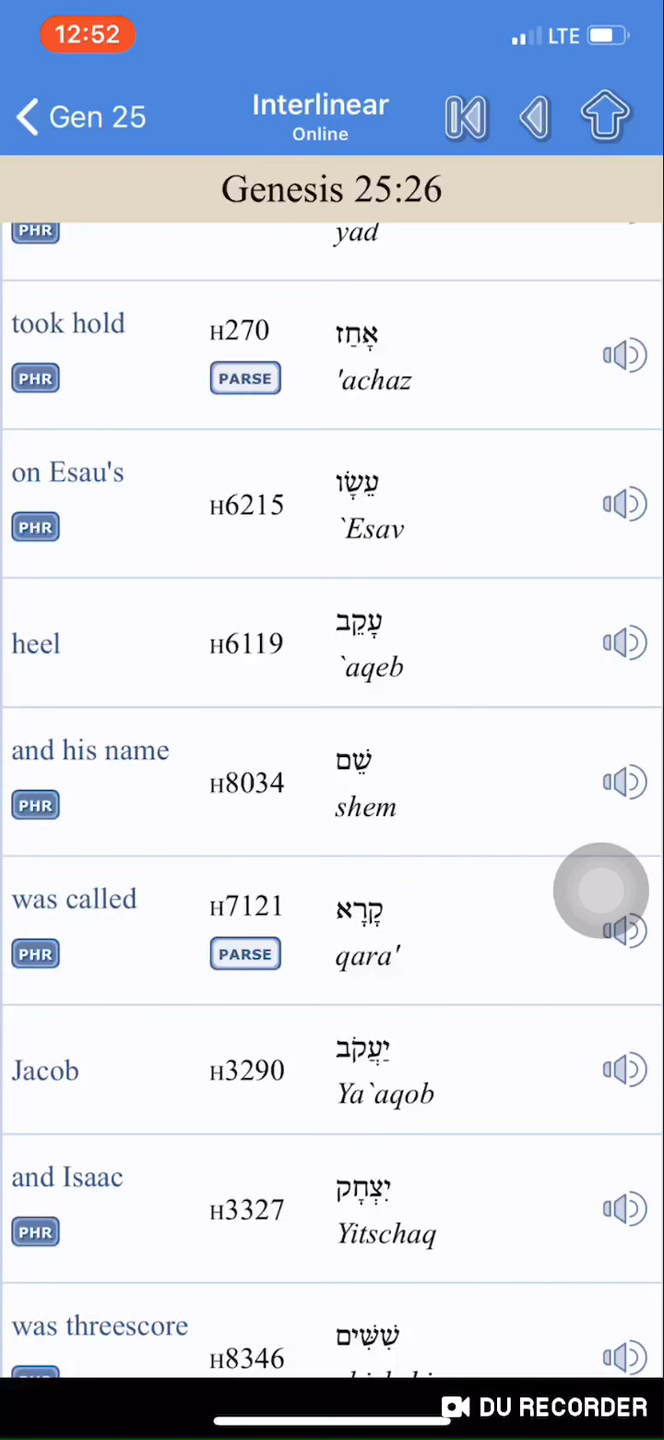 12:52
LTE
Gen 25
Interlinear
Online
Genesis 25:26
PHR
yad
took hold
H270
אָחַז
PHR
PARSE
'achaz
on Esau's
H6215
עֵשָׂו
PHR
`Esav
heel
H6119
עָקֵב
`aqeb
and his name
H8034
שֵׁם
PHR
shem
was called
H7121
קָרָא
PHR
PARSE
qara'
Jacob
H3290
יַעֲקֹב
Ya`aqob
and Isaac
H3327
יִצְחָק
PHR
Yitschaq
was threescore
H8346
שִׁשִּׁים
DU RECORDER